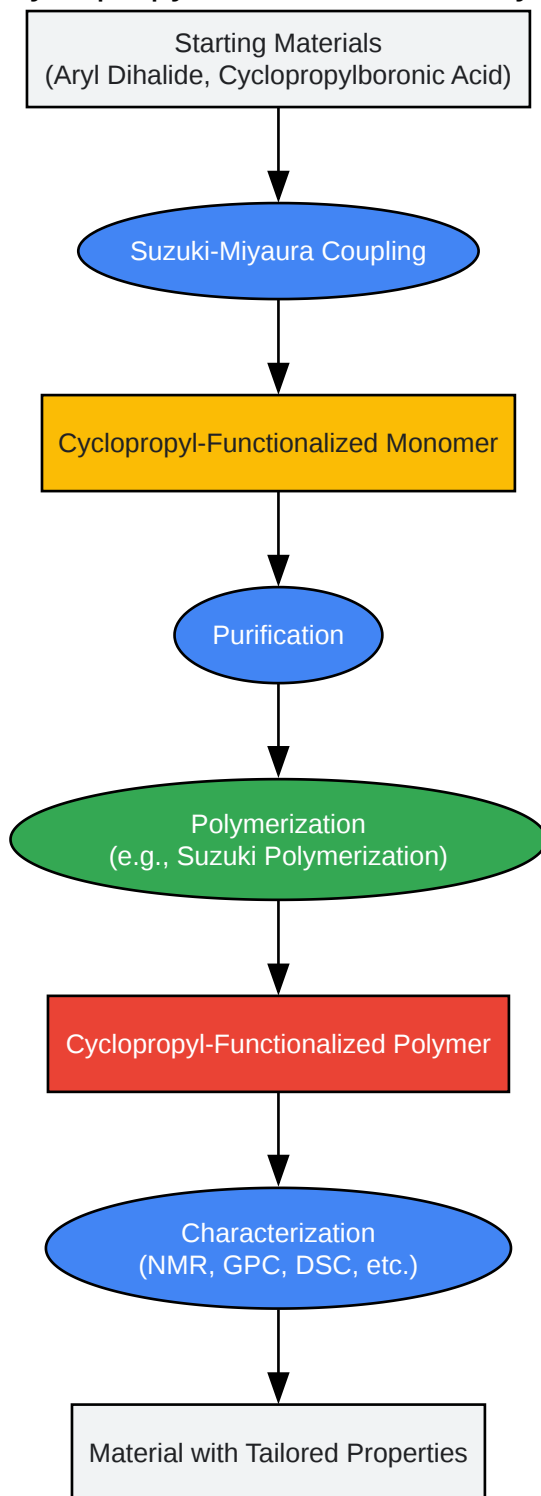 Starting Materials
(Aryl Dihalide, Cyclopropylboronic Acid)
Suzuki-Miyaura Coupling
Cyclopropyl-Functionalized Monomer
Purification
Polymerization
(e.g., Suzuki Polymerization)
Cyclopropyl-Functionalized Polymer
Characterization
(NMR, GPC, DSC, etc.)
Material with Tailored Properties